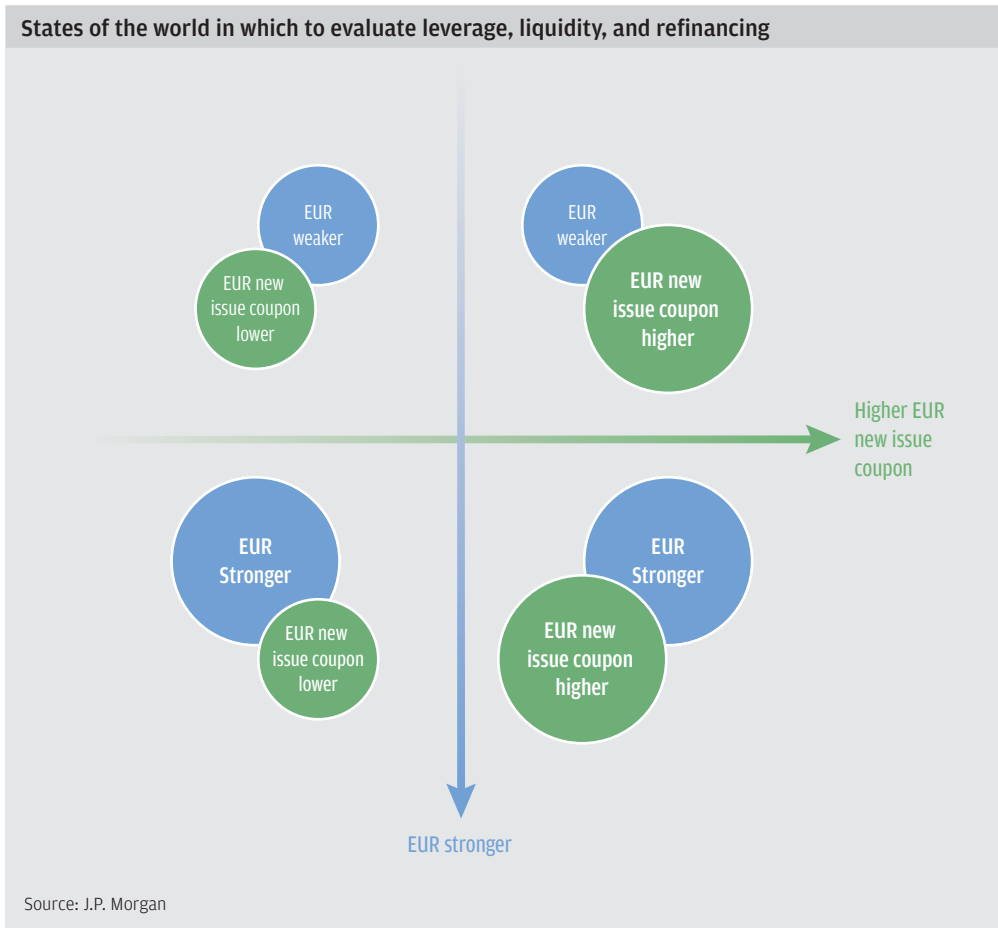 States of the world in which to evaluate leverage, liquidity, and refinancing
EUR
weaker
EUR new
issue coupon
lower
EUR
weaker
EUR new
issue coupon
higher
Higher EUR
new issue
coupon
EUR
Stronger
EUR new
issue coupon
lower
EUR
Stronger
EUR new
issue coupon
higher
EUR stronger
Source: J.P. Morgan